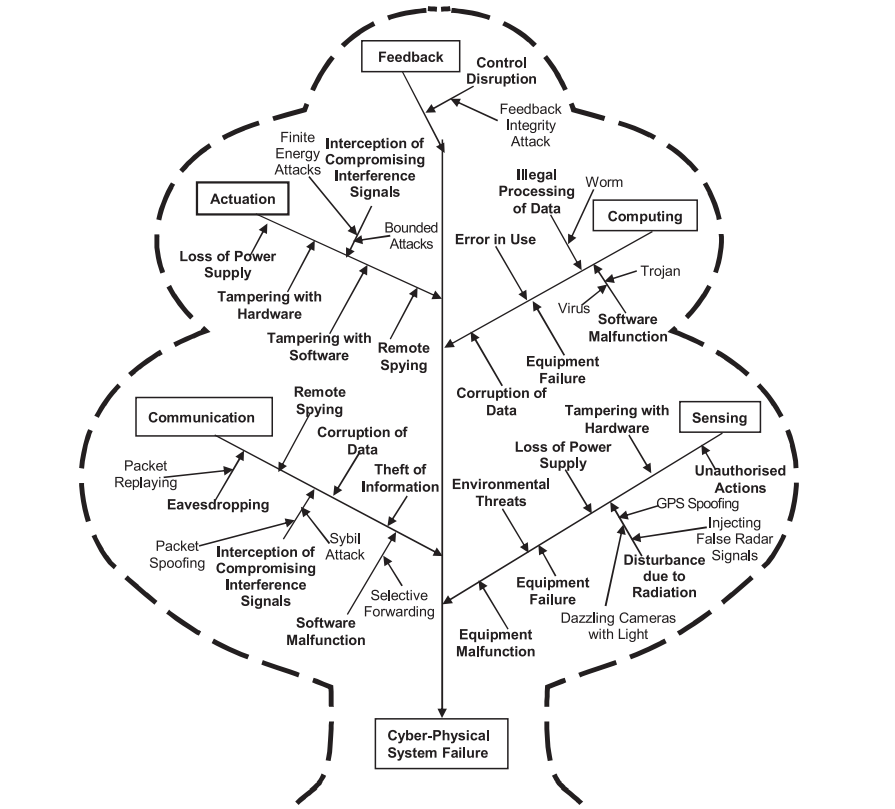 Feedback
Control
Disruption
Feedback
Integrity
Attack
Finite
Energy
Attacks
Interception of
Compromising
Interference
Signals
Actuation
Bounded
Attacks
Loss of Power
Supply
Tampering with
Hardware
Tampering with
Software
Remote
Spying
Illegal
Processing
of Data
Worm
Computing
Error in Use
Trojan
Virus
Software
Malfunction
Equipment
Failure
Corruption of
Data
Communication
Remote
Spying
Corruption of
Data
Theft of
Information
Packet
Replaying
Eavesdropping
Packet
Spoofing
Sybil
Attack
Interception of
Compromising
Interference
Signals
Selective
Forwarding
Software
Malfunction
Tampering with
Hardware
Sensing
Loss of Power
Supply
Unauthorised
Actions
Environmental
Threats
GPS Spoofing
Injecting
False Radar
Signals
Disturbance
due to
Radiation
Equipment
Failure
Dazzling Cameras
with Light
Equipment
Malfunction
Cyber-Physical
System Failure